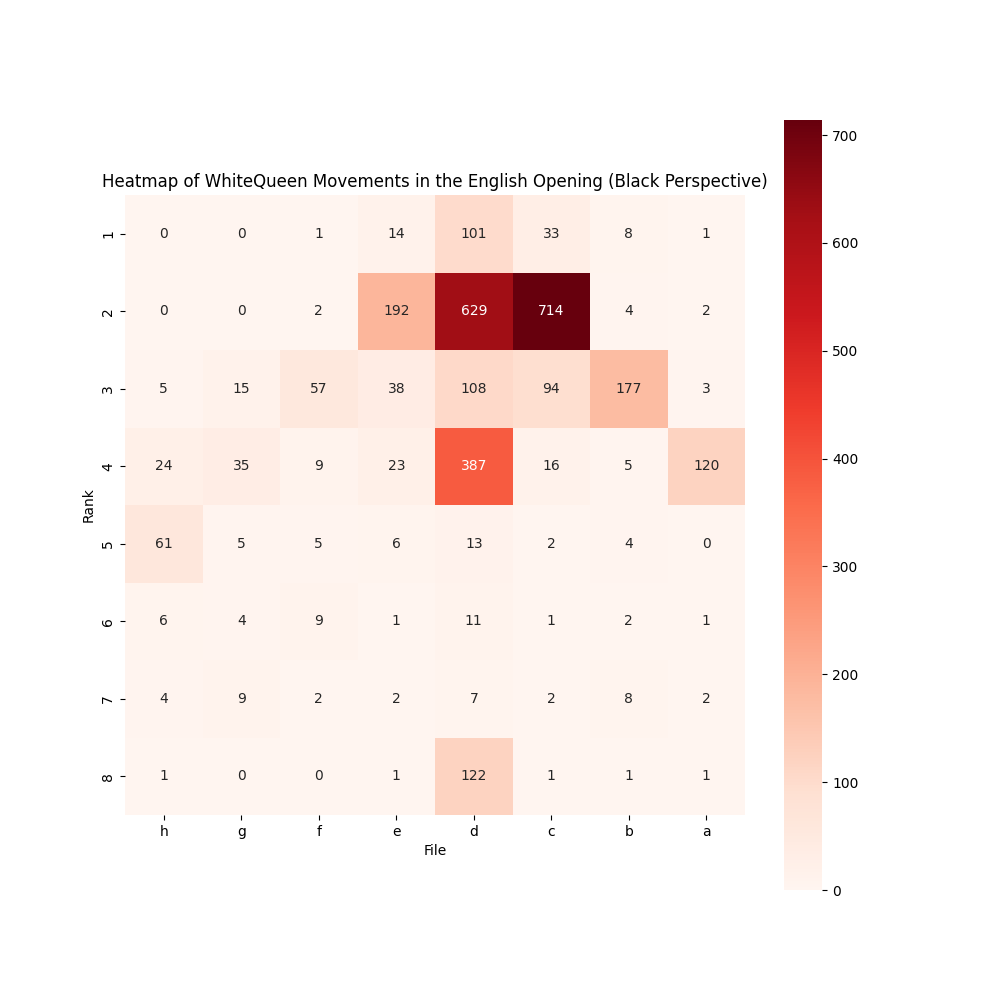 Heatmap of WhiteQueen Movements in the English Opening (Black Perspective)
700
600
500
400
300
200
100
0
Rank
1 0 0 1 14 101 33 8 1
2 0 0 2 192 629 714 4 2
3 5 15 57 38 108 94 177 3
4 24 35 9 23 387 16 5 120
5 61 5 5 6 13 2 4 0
6 6 4 9 1 11 1 2 1
7 4 9 2 2 7 2 8 2
8 1 0 0 1 122 1 1 1
h g f e d c b a
File